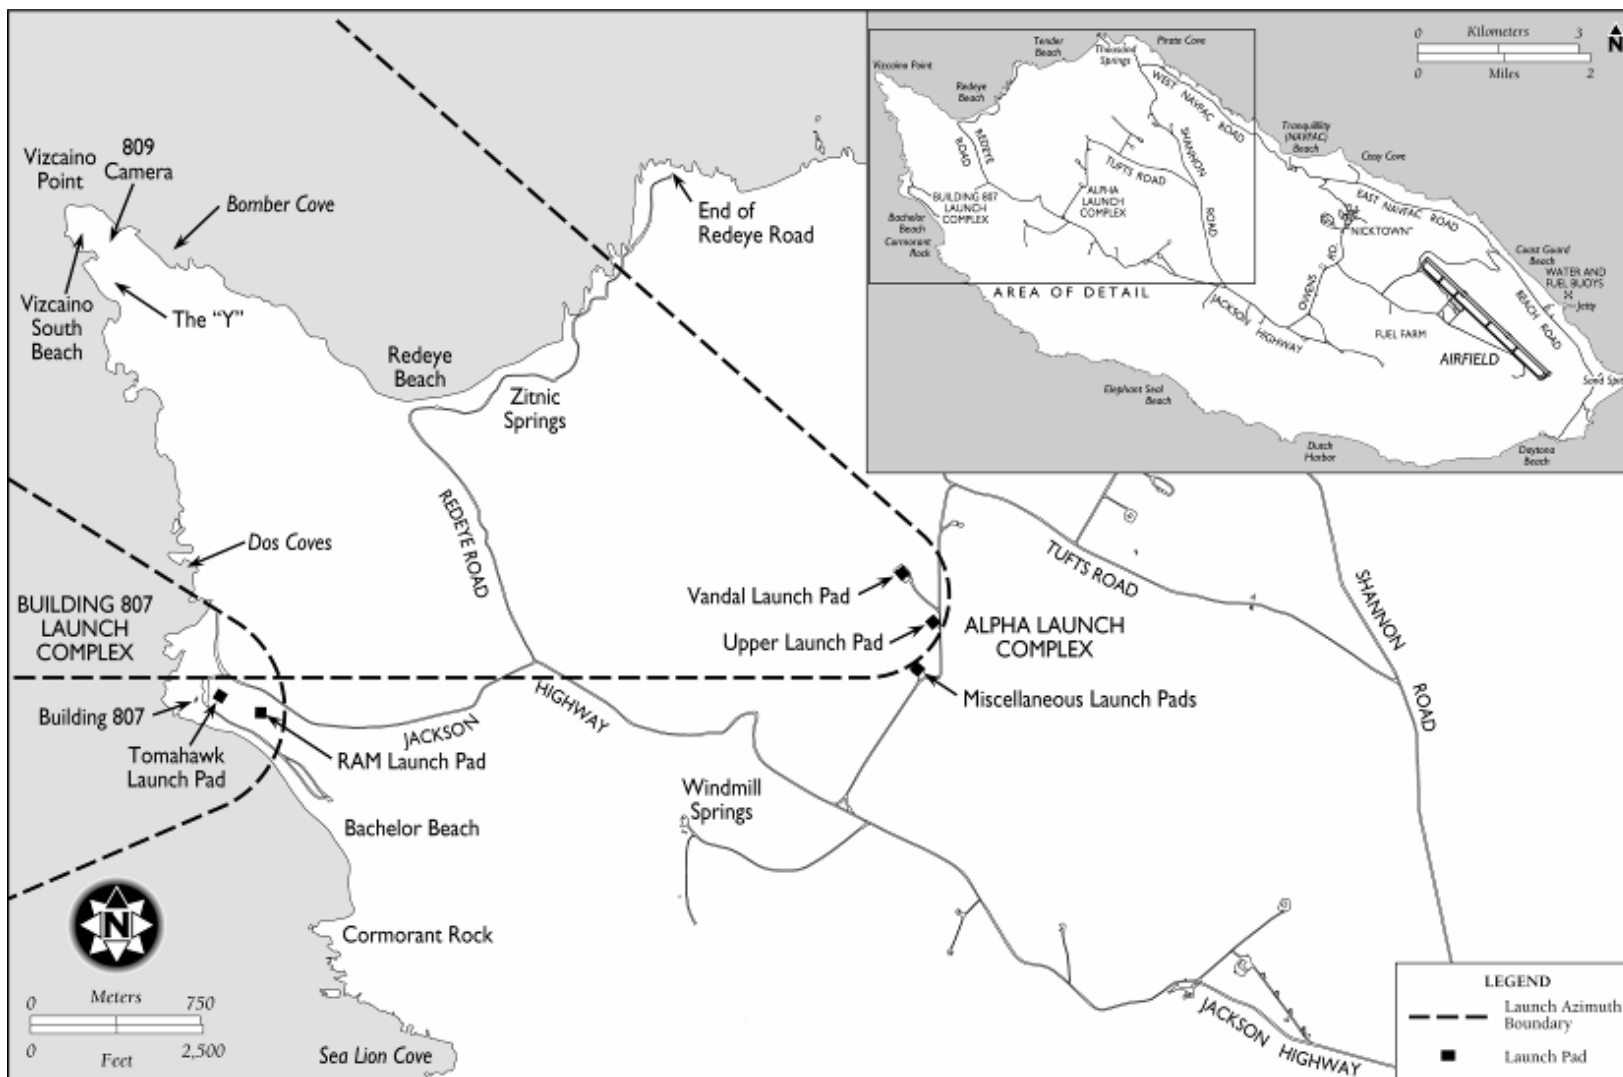 Vizcaino
Point
809
Camera
Bomber Cove
Vizcaino
South
Beach
The "Y"
Redeye
Beach
Zitnic
Springs
End of
Redeye Road
Dos Coves
REDEYE ROAD
BUILDING 807
LAUNCH
COMPLEX
Building 807
Tomahawk
Launch Pad
RAM Launch Pad
JACKSON
HIGHWAY
Bachelor Beach
Cormorant Rock
Sea Lion Cove
Windmill
Springs
Vandal Launch Pad
Upper Launch Pad
ALPHA LAUNCH
COMPLEX
Miscellaneous Launch Pads
TUFTS ROAD
SHANNON
ROAD
JACKSON HIGHWAY
N
0 Meters 750
0 Feet 2,500
Vizcaino Point
Redeye
Beach
Tender
Beach
Thousand
Springs
Pirate Cove
WEST NAVFAC ROAD
REDEYE
ROAD
SHANNON
ROAD
TUFTS ROAD
BUILDING 807
LAUNCH
COMPLEX
ALPHA
LAUNCH
COMPLEX
Bachelor
Beach
Cormorant
Rock
AREA OF DETAIL
Tranquillity
(NAVFAC)
Beach
Cosy Cove
EAST NAVFAC ROAD
"NICKTOWN"
OWENS RD
JACKSON HIGHWAY
Coast Guard
Beach
WATER AND
FUEL BUOYS
Jetty
BEACH ROAD
FUEL FARM
AIRFIELD
Elephant Seal
Beach
Dutch
Harbor
Daytona
Beach
0 Kilometers 3
0 Miles 2
N
LEGEND
Launch Azimuth
Boundary
Launch Pad